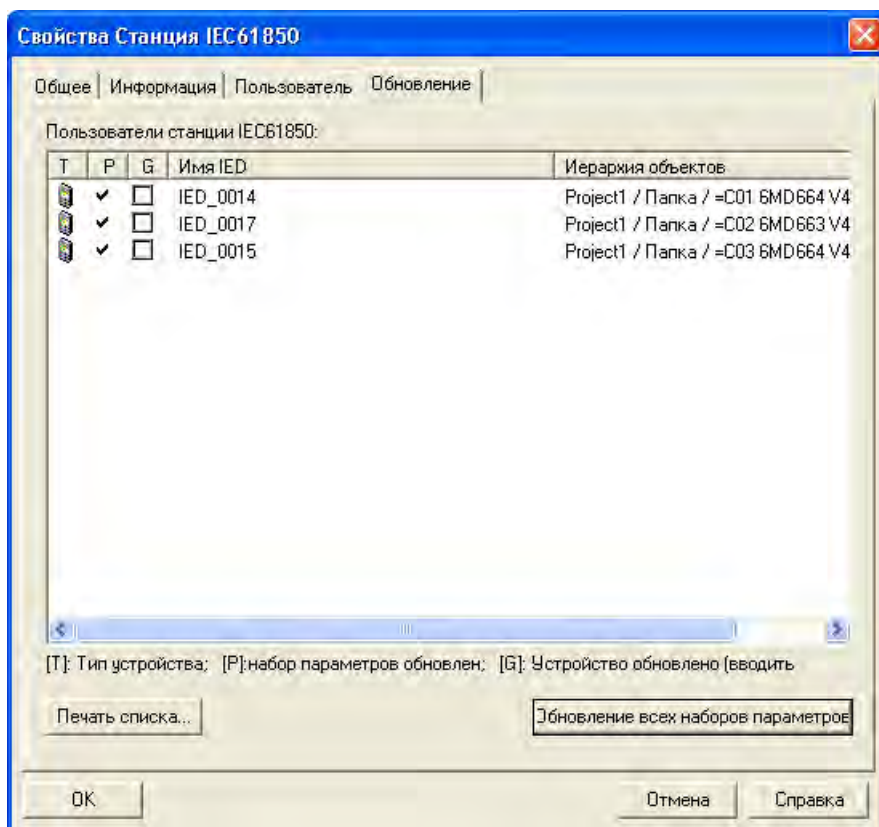 Свойства Станция IEC61850
Общее Информация Пользователь Обновление
Пользователи станции IEC61850:
T P G Имя IED Иерархия объектов
IED_0014 Project1 / Папка / =C01 6MD664 V4
IED_0017 Project1 / Папка / =C02 6MD663 V4
IED_0015 Project1 / Папка / =C03 6MD664 V4
[T]: Тип устройства; [P]:набор параметров обновлен; [G]: Устройство обновлено (вводить
Печать списка... Обновление всех наборов параметров
OK Отмена Справка